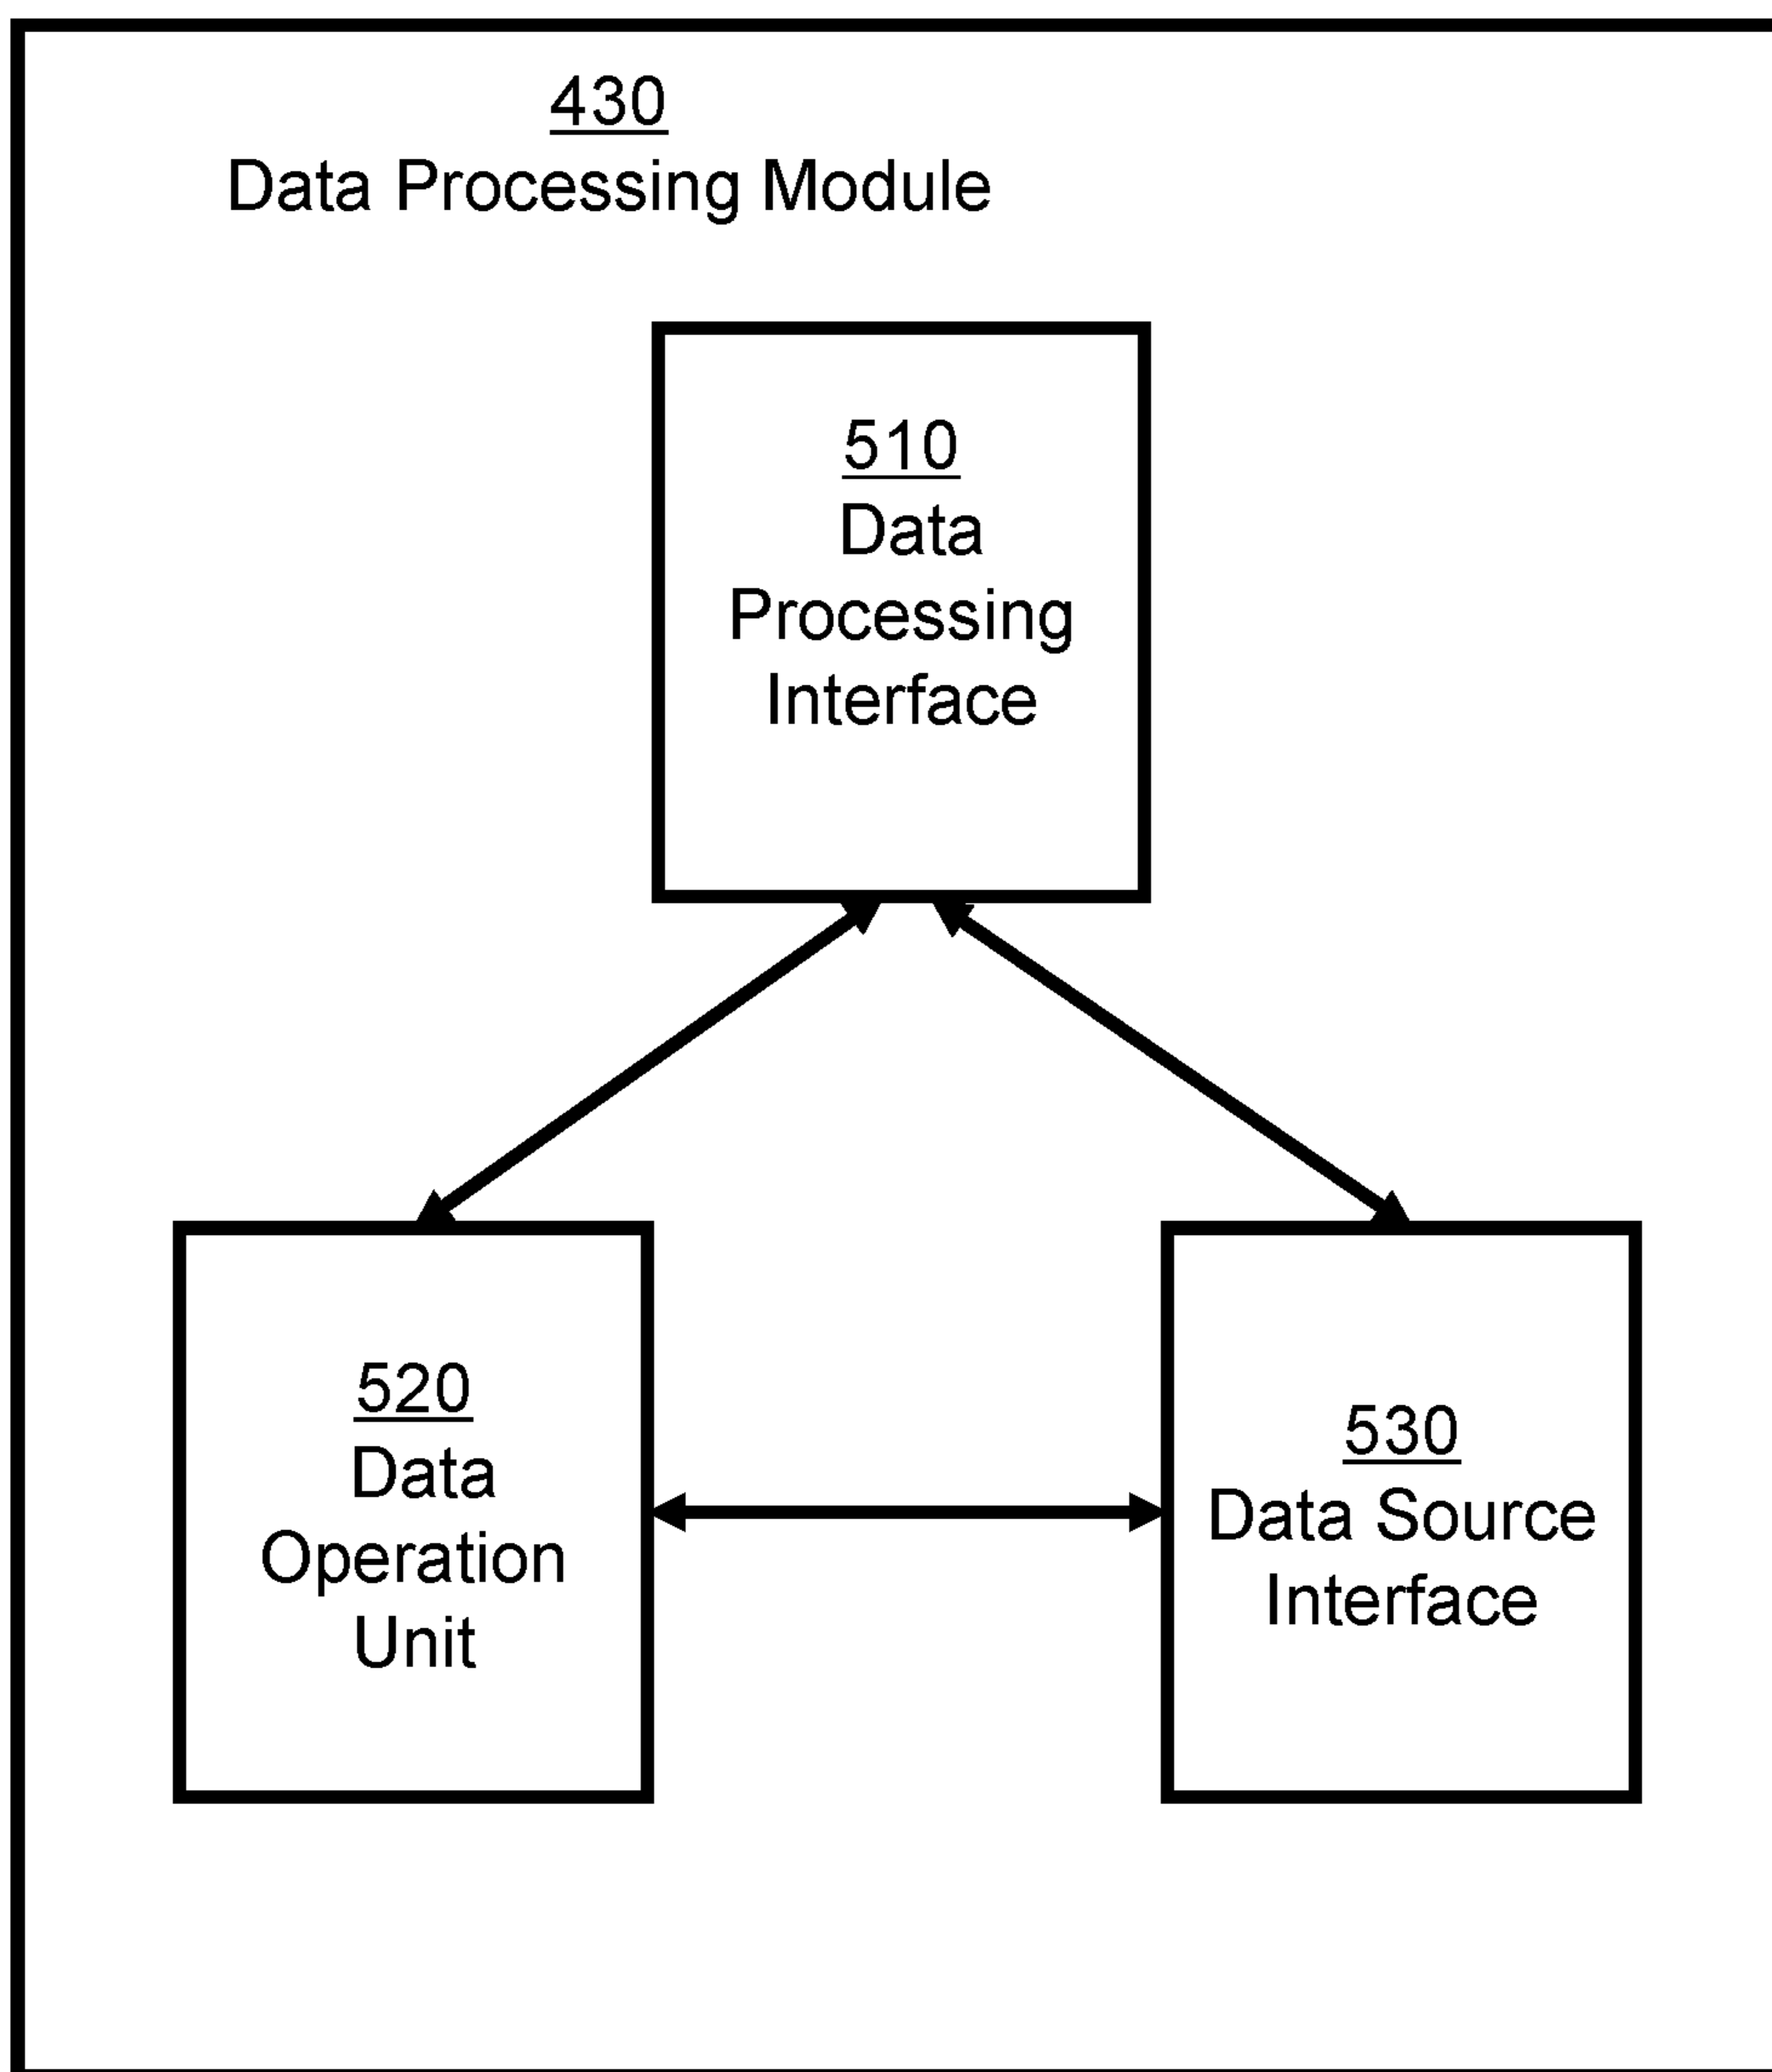 430
Data Processing Module
510
Data
Processing
Interface
520
Data
Operation
Unit
530
Data Source
Interface